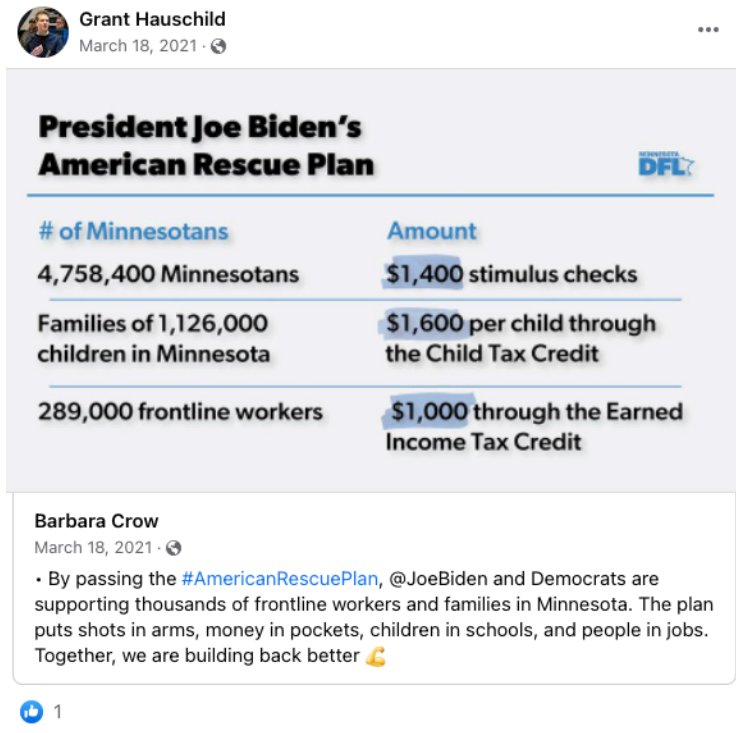 Grant Hauschild
March 18, 2021 ·
President Joe Biden's
American Rescue Plan
MINNESOTA
DFL
# of Minnesotans
Amount
4,758,400 Minnesotans
$1,400 stimulus checks
Families of 1,126,000
children in Minnesota
$1,600 per child through
the Child Tax Credit
289,000 frontline workers
$1,000 through the Earned
Income Tax Credit
Barbara Crow
March 18, 2021 ·
• By passing the #AmericanRescuePlan, @JoeBiden and Democrats are
supporting thousands of frontline workers and families in Minnesota. The plan
puts shots in arms, money in pockets, children in schools, and people in jobs.
Together, we are building back better 💪
1